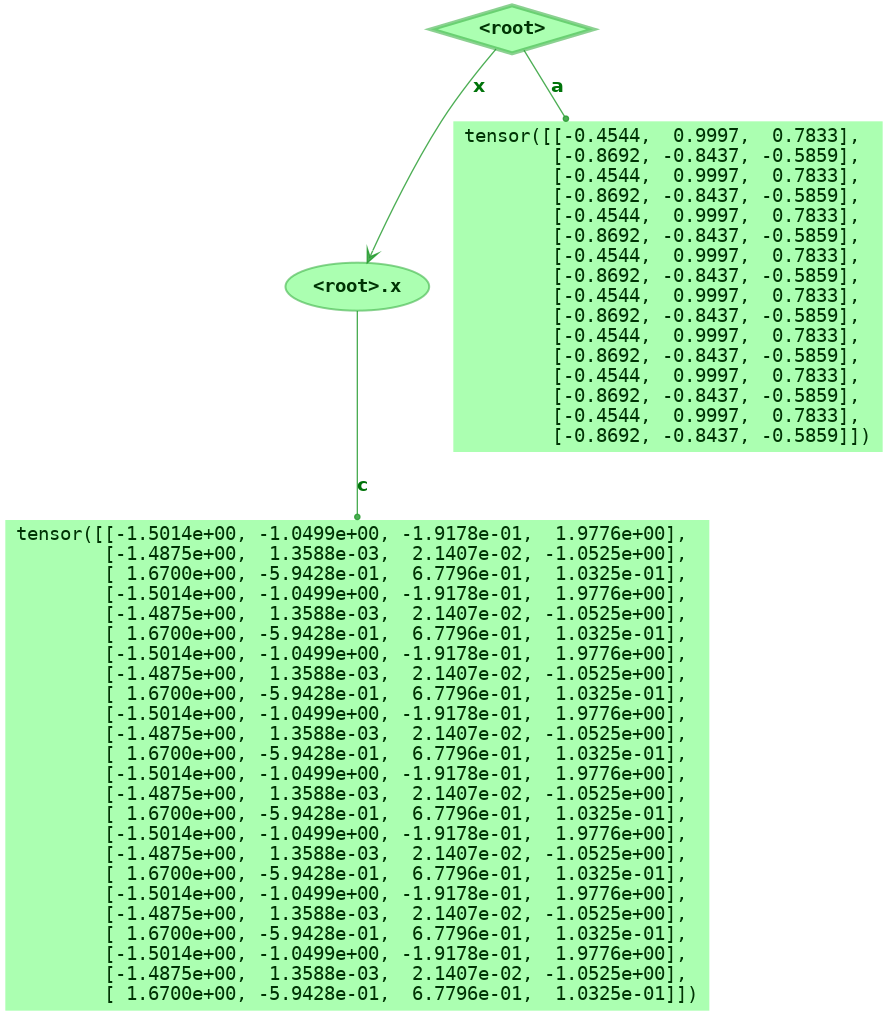 <root>
x
a
tensor([[-0.4544,  0.9997,  0.7833],
        [-0.8692, -0.8437, -0.5859],
        [-0.4544,  0.9997,  0.7833],
        [-0.8692, -0.8437, -0.5859],
        [-0.4544,  0.9997,  0.7833],
        [-0.8692, -0.8437, -0.5859],
        [-0.4544,  0.9997,  0.7833],
        [-0.8692, -0.8437, -0.5859],
        [-0.4544,  0.9997,  0.7833],
        [-0.8692, -0.8437, -0.5859],
        [-0.4544,  0.9997,  0.7833],
        [-0.8692, -0.8437, -0.5859],
        [-0.4544,  0.9997,  0.7833],
        [-0.8692, -0.8437, -0.5859],
        [-0.4544,  0.9997,  0.7833],
        [-0.8692, -0.8437, -0.5859]])
<root>.x
c
tensor([[-1.5014e+00, -1.0499e+00, -1.9178e-01,  1.9776e+00],
        [-1.4875e+00,  1.3588e-03,  2.1407e-02, -1.0525e+00],
        [ 1.6700e+00, -5.9428e-01,  6.7796e-01,  1.0325e-01],
        [-1.5014e+00, -1.0499e+00, -1.9178e-01,  1.9776e+00],
        [-1.4875e+00,  1.3588e-03,  2.1407e-02, -1.0525e+00],
        [ 1.6700e+00, -5.9428e-01,  6.7796e-01,  1.0325e-01],
        [-1.5014e+00, -1.0499e+00, -1.9178e-01,  1.9776e+00],
        [-1.4875e+00,  1.3588e-03,  2.1407e-02, -1.0525e+00],
        [ 1.6700e+00, -5.9428e-01,  6.7796e-01,  1.0325e-01],
        [-1.5014e+00, -1.0499e+00, -1.9178e-01,  1.9776e+00],
        [-1.4875e+00,  1.3588e-03,  2.1407e-02, -1.0525e+00],
        [ 1.6700e+00, -5.9428e-01,  6.7796e-01,  1.0325e-01],
        [-1.5014e+00, -1.0499e+00, -1.9178e-01,  1.9776e+00],
        [-1.4875e+00,  1.3588e-03,  2.1407e-02, -1.0525e+00],
        [ 1.6700e+00, -5.9428e-01,  6.7796e-01,  1.0325e-01],
        [-1.5014e+00, -1.0499e+00, -1.9178e-01,  1.9776e+00],
        [-1.4875e+00,  1.3588e-03,  2.1407e-02, -1.0525e+00],
        [ 1.6700e+00, -5.9428e-01,  6.7796e-01,  1.0325e-01],
        [-1.5014e+00, -1.0499e+00, -1.9178e-01,  1.9776e+00],
        [-1.4875e+00,  1.3588e-03,  2.1407e-02, -1.0525e+00],
        [ 1.6700e+00, -5.9428e-01,  6.7796e-01,  1.0325e-01],
        [-1.5014e+00, -1.0499e+00, -1.9178e-01,  1.9776e+00],
        [-1.4875e+00,  1.3588e-03,  2.1407e-02, -1.0525e+00],
        [ 1.6700e+00, -5.9428e-01,  6.7796e-01,  1.0325e-01]])